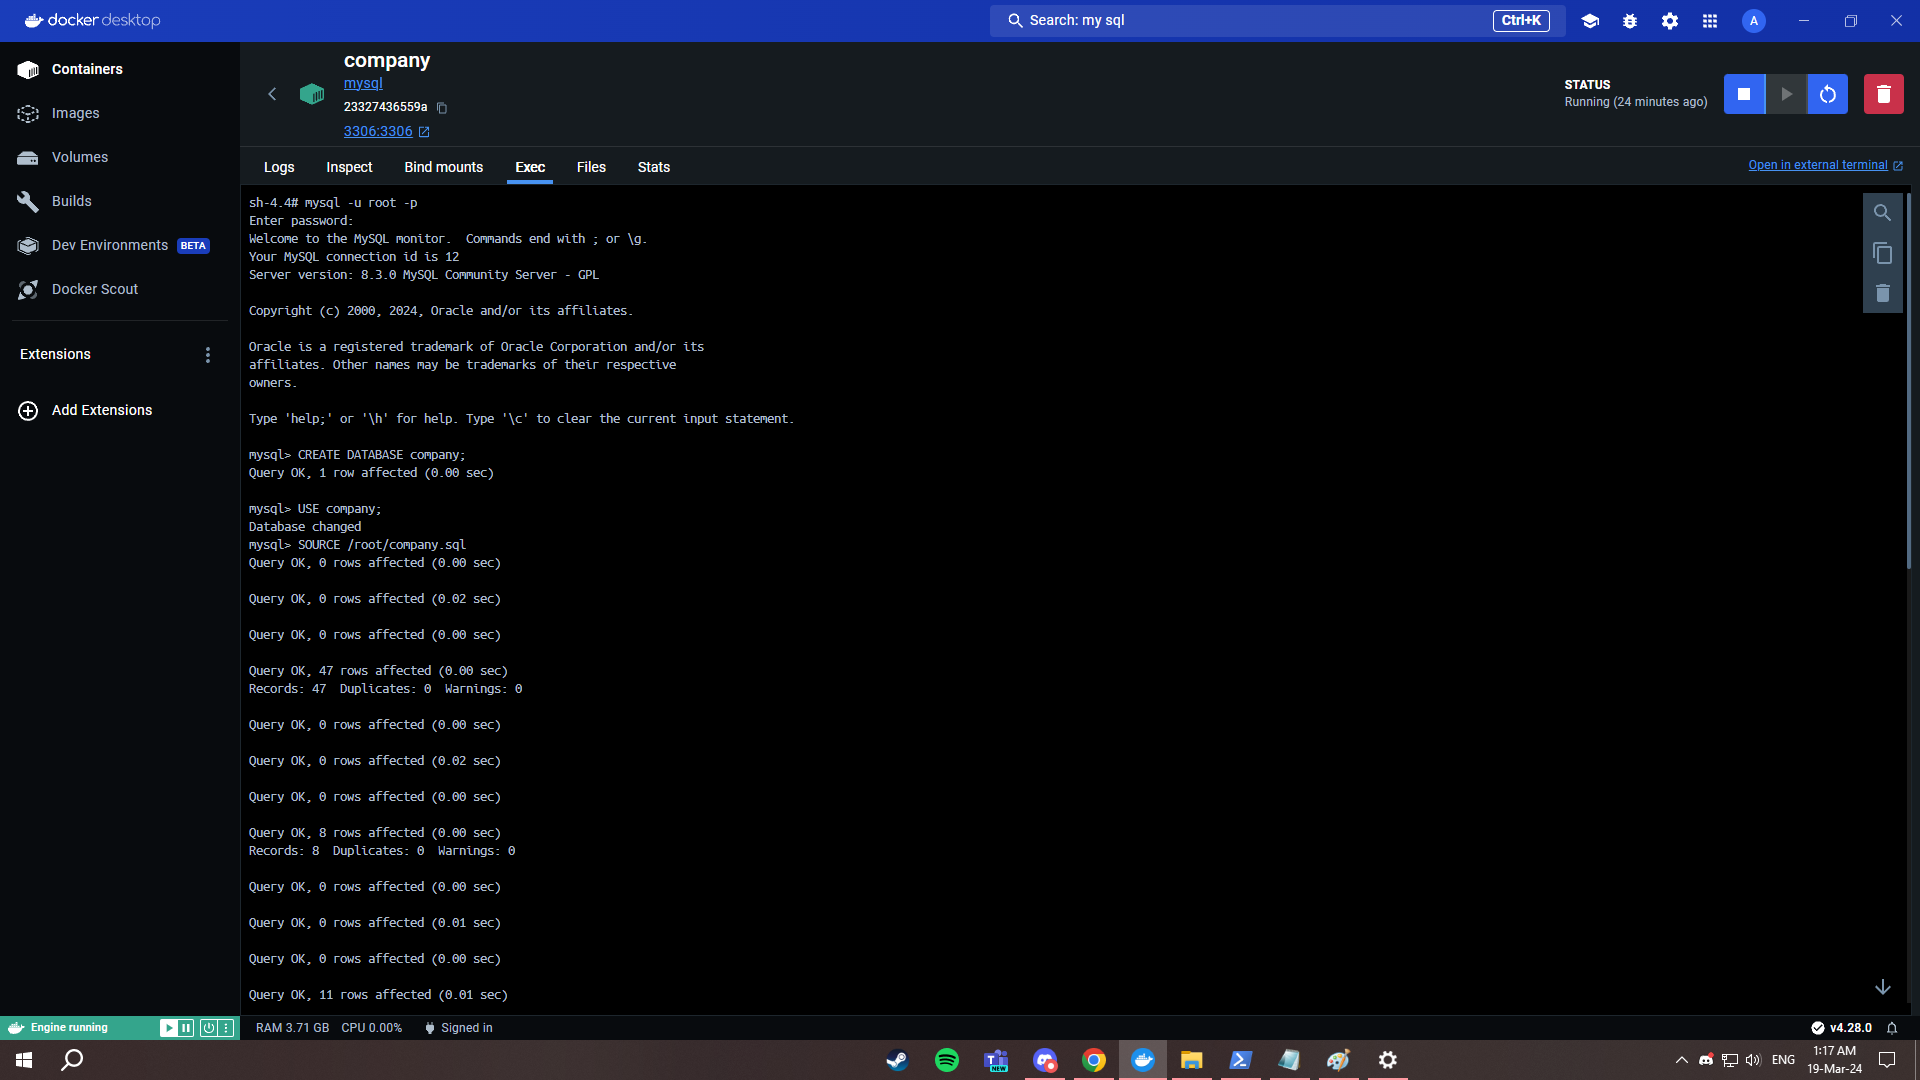 docker desktop
Search: my sql
Ctrl+K
A
Containers
Images
Volumes
Builds
Dev Environments BETA
Docker Scout
Extensions
Add Extensions
company
mysql
23327436559a
3306:3306
STATUS
Running (24 minutes ago)
Logs Inspect Bind mounts Exec Files Stats
Open in external terminal
sh-4.4# mysql -u root -p
Enter password:
Welcome to the MySQL monitor.  Commands end with ; or \g.
Your MySQL connection id is 12
Server version: 8.3.0 MySQL Community Server - GPL
Copyright (c) 2000, 2024, Oracle and/or its affiliates.
Oracle is a registered trademark of Oracle Corporation and/or its
affiliates. Other names may be trademarks of their respective
owners.
Type 'help;' or '\h' for help. Type '\c' to clear the current input statement.
mysql> CREATE DATABASE company;
Query OK, 1 row affected (0.00 sec)
mysql> USE company;
Database changed
mysql> SOURCE /root/company.sql
Query OK, 0 rows affected (0.00 sec)
Query OK, 0 rows affected (0.02 sec)
Query OK, 0 rows affected (0.00 sec)
Query OK, 47 rows affected (0.00 sec)
Records: 47  Duplicates: 0  Warnings: 0
Query OK, 0 rows affected (0.00 sec)
Query OK, 0 rows affected (0.02 sec)
Query OK, 0 rows affected (0.00 sec)
Query OK, 8 rows affected (0.00 sec)
Records: 8  Duplicates: 0  Warnings: 0
Query OK, 0 rows affected (0.00 sec)
Query OK, 0 rows affected (0.01 sec)
Query OK, 0 rows affected (0.00 sec)
Query OK, 11 rows affected (0.01 sec)
Engine running
RAM 3.71 GB CPU 0.00% Signed in
v4.28.0
NEW
ENG
1:17 AM
19-Mar-24